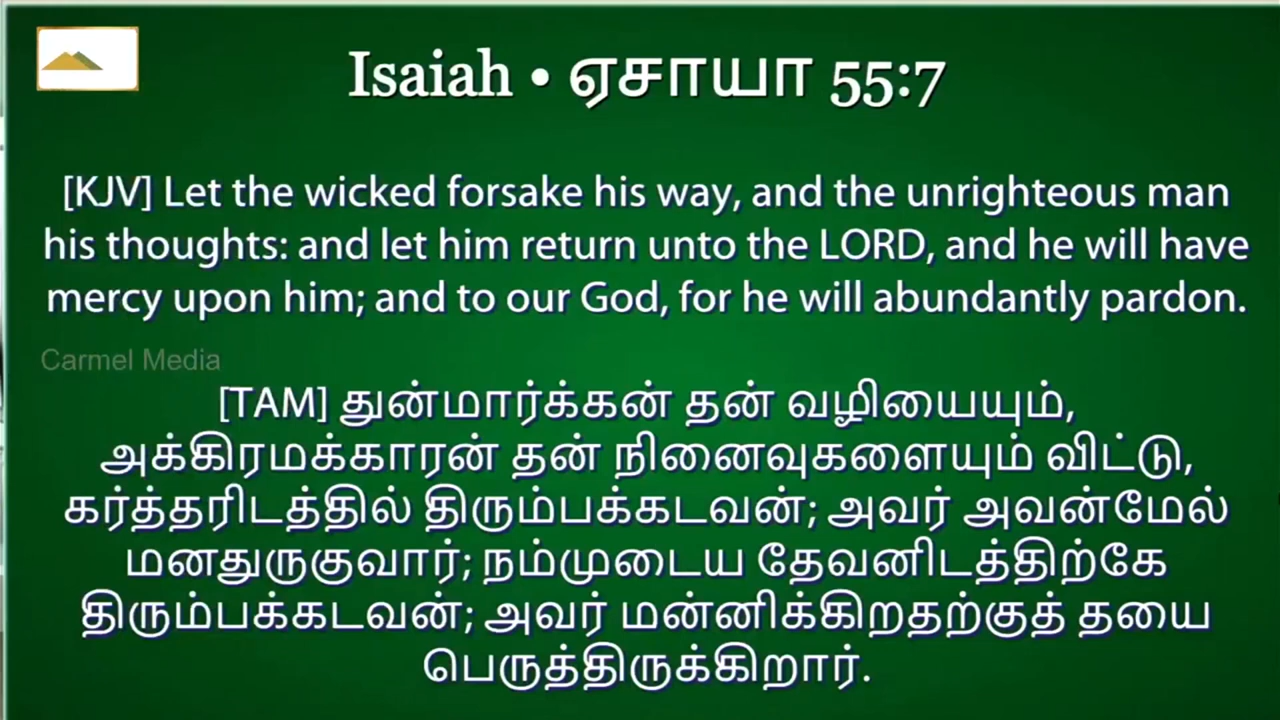 Isaiah • ஏசாயா 55:7
[KJV] Let the wicked forsake his way, and the unrighteous man
his thoughts: and let him return unto the LORD, and he will have
mercy upon him; and to our God, for he will abundantly pardon.
Carmel Media
[TAM] துன்மார்க்கன் தன் வழியையும்,
அக்கிரமக்காரன் தன் நினைவுகளையும் விட்டு,
கர்த்தரிடத்தில் திரும்பக்கடவன்; அவர் அவன்மேல்
மனதுருகுவார்; நம்முடைய தேவனிடத்திற்கே
திரும்பக்கடவன்; அவர் மன்னிக்கிறதற்குத் தயை
பெருத்திருக்கிறார்.